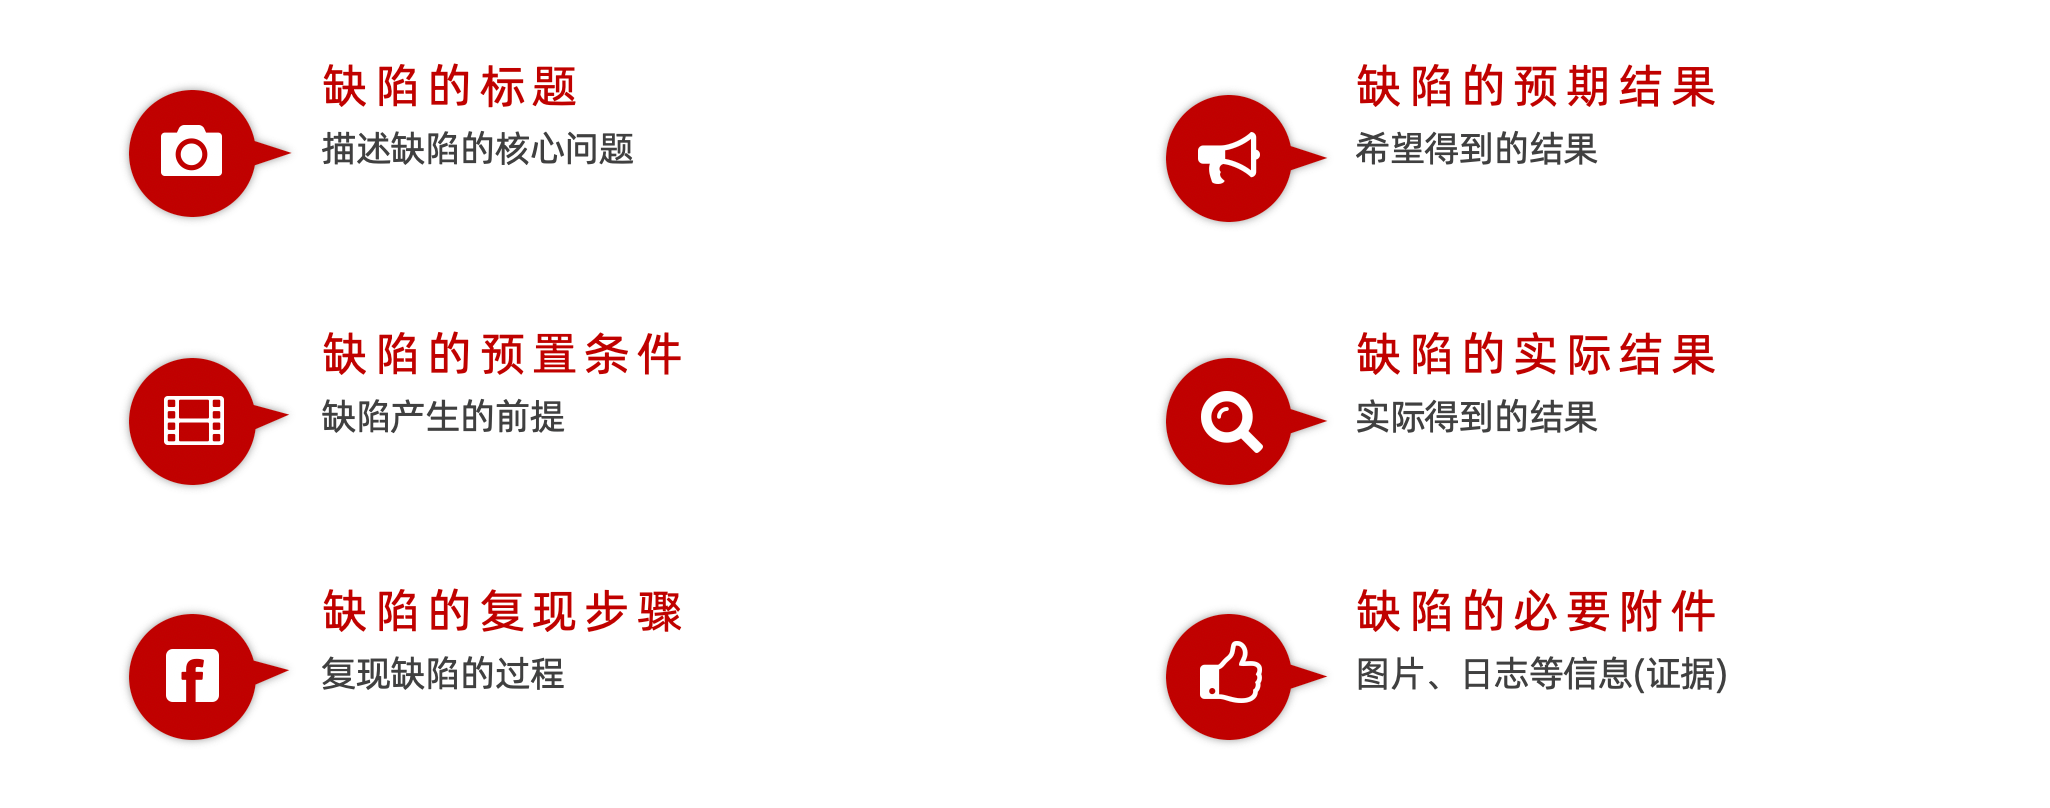 缺陷的标题
描述缺陷的核心问题
缺陷的预置条件
缺陷产生的前提
缺陷的复现步骤
复现缺陷的过程
缺陷的预期结果
希望得到的结果
缺陷的实际结果
实际得到的结果
缺陷的必要附件
图片、日志等信息(证据)